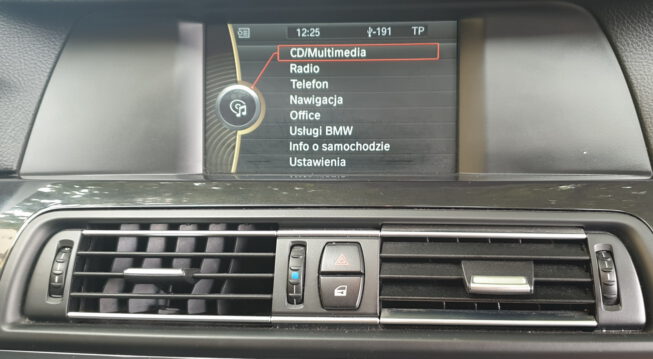 12:25 -191 TP
CD/Multimedia
Radio
Telefon
Nawigacja
Office
Usługi BMW
Info o samochodzie
Ustawienia